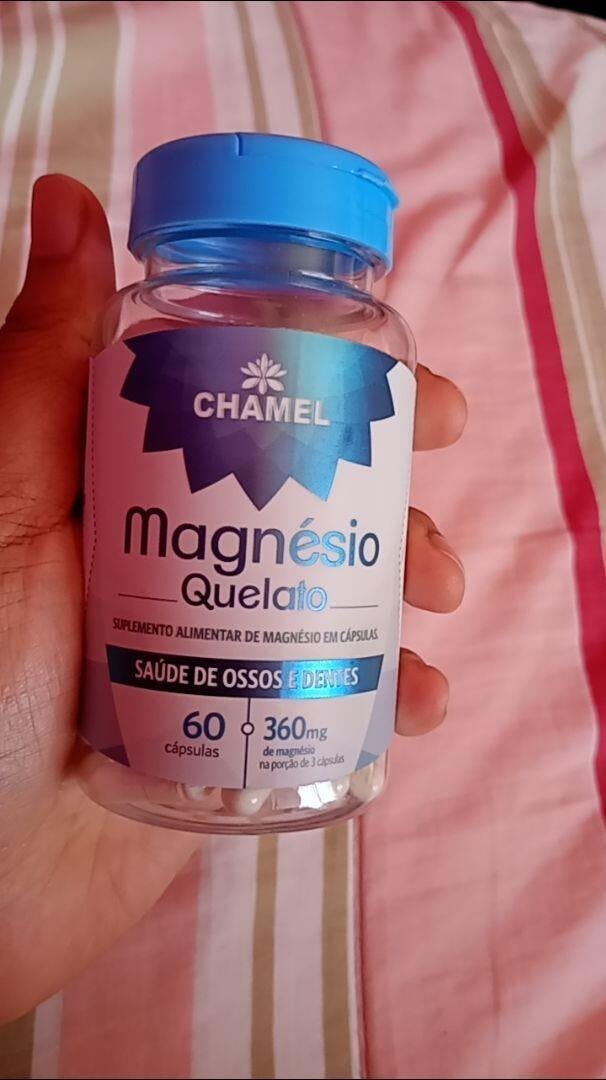 CHAMEL
Magnésio
Quelato
SUPLEMENTO ALIMENTAR DE MAGNÉSIO EM CÁPSULAS.
SAÚDE DE OSSOS E DENTES
60
cápsulas
360mg
de magnésio
na porção de 3 cápsulas